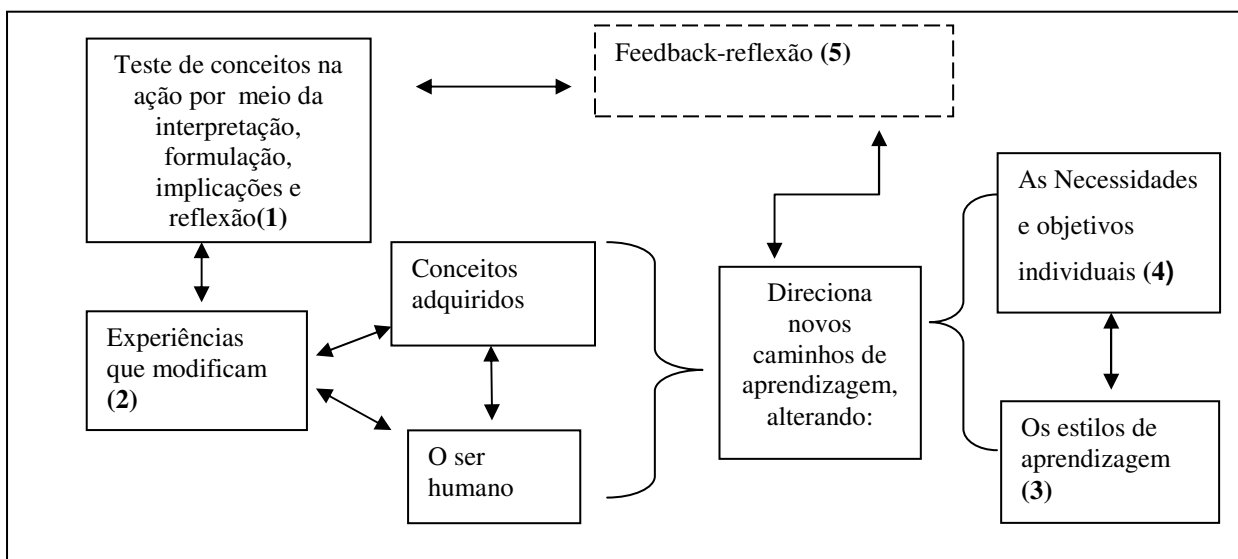 Teste de conceitos na
ação por meio da
interpretação,
formulação,
implicações e
reflexão(1)
Feedback-reflexão (5)
Experiências
que modificam
(2)
Conceitos
adquiridos
O ser
humano
Direciona
novos
caminhos de
aprendizagem,
alterando:
As Necessidades
e objetivos
individuais (4)
Os estilos de
aprendizagem
(3)